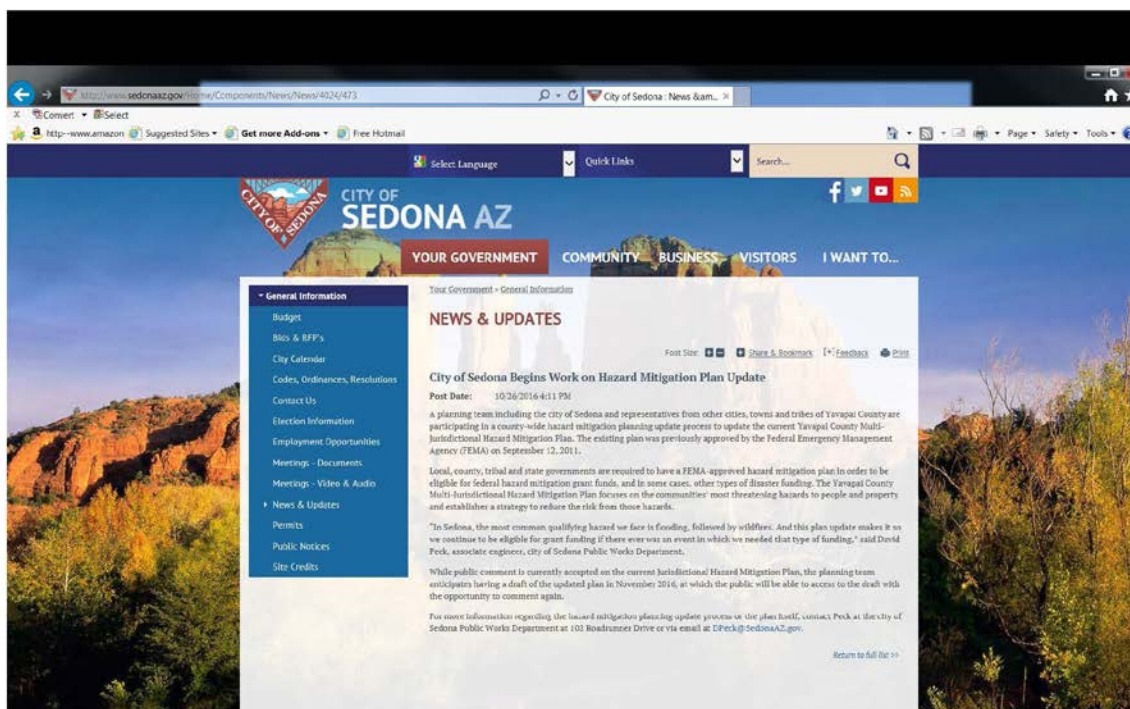 http://www.sedonaaz.gov/Home/Components/News/News/4024/473
City of Sedona : News &am...
x Convert Select
http--www.amazon Suggested Sites Get more Add-ons Free Hotmail
Page Safety Tools
Select Language
Quick Links
Search...
CITY OF SEDONA
CITY OF
SEDONA AZ
YOUR GOVERNMENT COMMUNITY BUSINESS VISITORS I WANT TO...
General Information
Budget
Bids & RFP's
City Calendar
Codes, Ordinances, Resolutions
Contact Us
Election Information
Employment Opportunities
Meetings - Documents
Meetings - Video & Audio
News & Updates
Permits
Public Notices
Site Credits
Your Government » General Information
NEWS & UPDATES
Font Size: + - Share & Bookmark [+] Feedback Print
City of Sedona Begins Work on Hazard Mitigation Plan Update
Post Date: 10/26/2016 4:11 PM
A planning team including the city of Sedona and representatives from other cities, towns and tribes of Yavapai County are
participating in a county-wide hazard mitigation planning update process to update the current Yavapai County Multi-
Jurisdictional Hazard Mitigation Plan. The existing plan was previously approved by the Federal Emergency Management
Agency (FEMA) on September 12, 2011.
Local, county, tribal and state governments are required to have a FEMA-approved hazard mitigation plan in order to be
eligible for federal hazard mitigation grant funds, and in some cases, other types of disaster funding. The Yavapai County
Multi-Jurisdictional Hazard Mitigation Plan focuses on the communities' most threatening hazards to people and property
and establishes a strategy to reduce the risk from those hazards.
"In Sedona, the most common qualifying hazard we face is flooding, followed by wildfires. And this plan update makes it so
we continue to be eligible for grant funding if there ever was an event in which we needed that type of funding," said David
Peck, associate engineer, city of Sedona Public Works Department.
While public comment is currently accepted on the current Jurisdictional Hazard Mitigation Plan, the planning team
anticipates having a draft of the updated plan in November 2016, at which the public will be able to access to the draft with
the opportunity to comment again.
For more information regarding the hazard mitigation planning update process or the plan itself, contact Peck at the city of
Sedona Public Works Department at 102 Roadrunner Drive or via email at DPeck@SedonaAZ.gov.
Return to full list >>